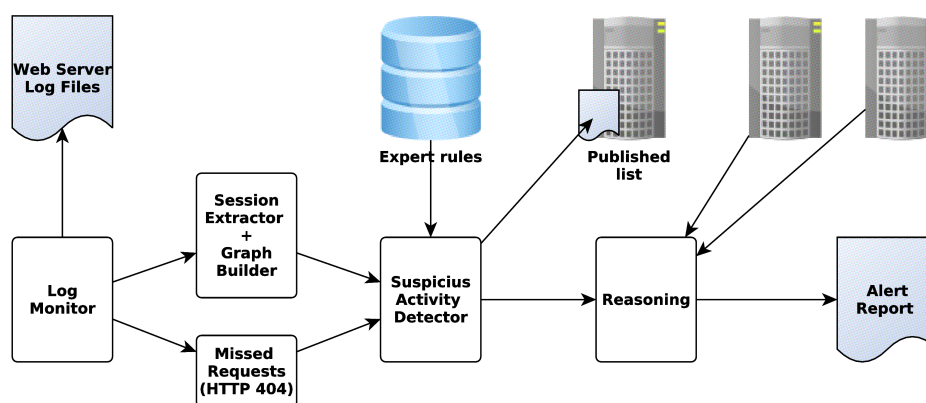 Web Server
Log Files
Expert rules
Published
list
Session
Extractor
+
Graph
Builder
Log
Monitor
Suspicius
Activity
Detector
Reasoning
Alert
Report
Missed
Requests
(HTTP 404)